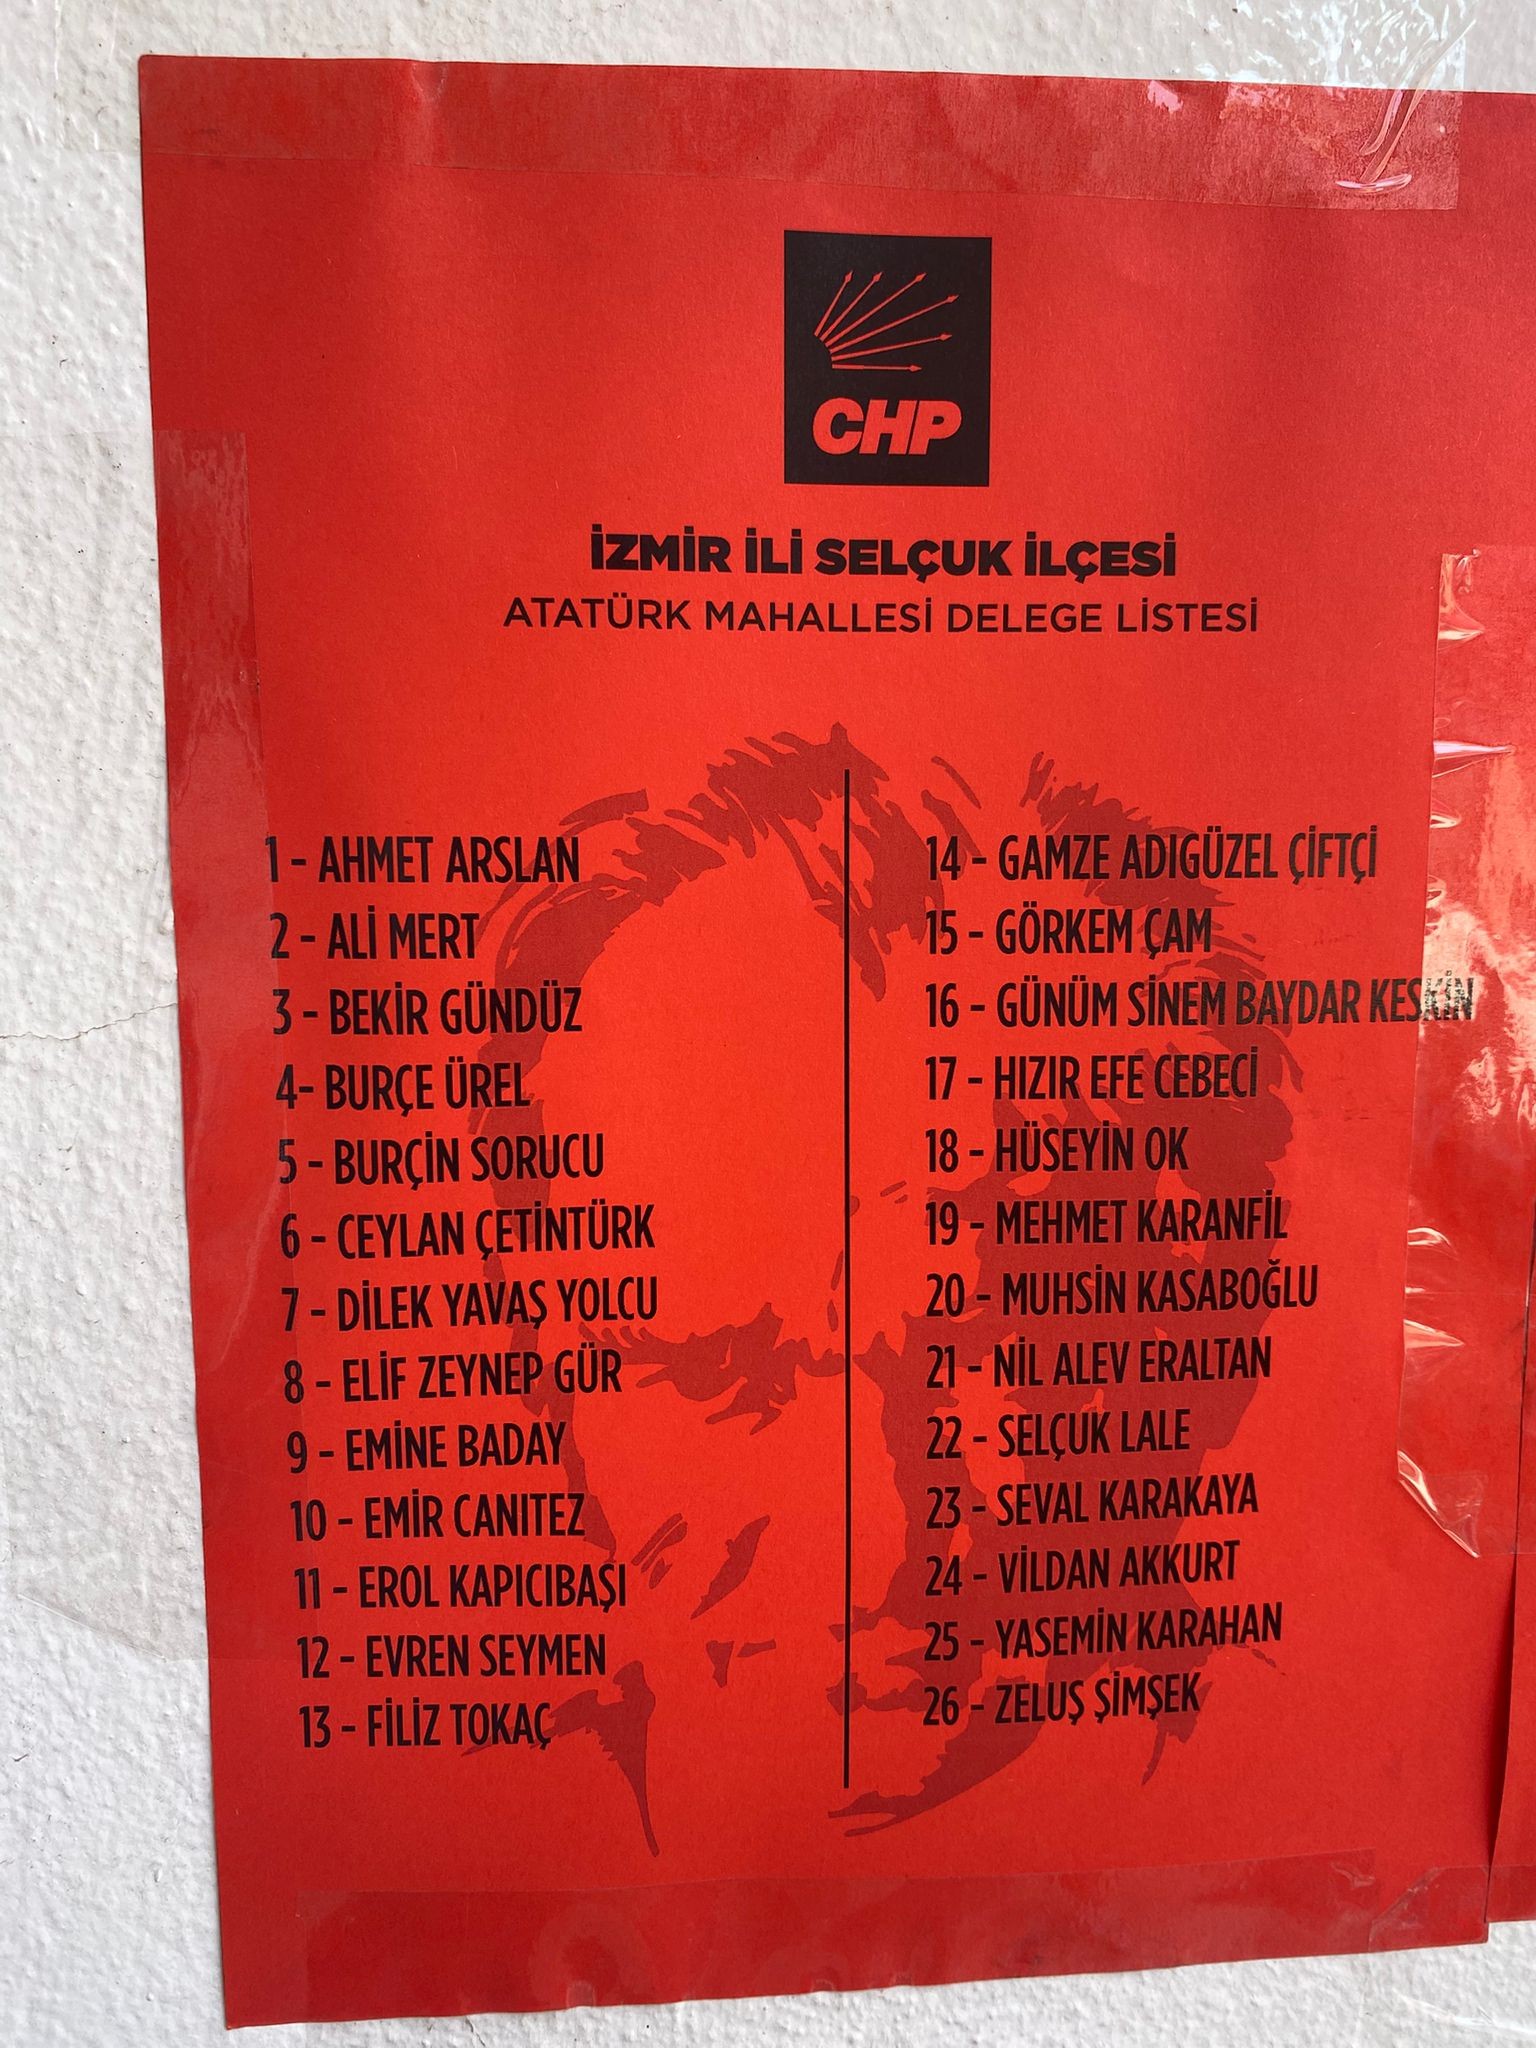 CHP
İZMİR İLİ SELÇUK İLÇESİ
ATATÜRK MAHALLESİ DELEGE LİSTESİ
1 - AHMET ARSLAN
2 - ALİ MERT
3 - BEKİR GÜNDÜZ
4- BURÇE ÜREL
5 - BURÇİN SORUCU
6 - CEYLAN ÇETİNTÜRK
7 - DİLEK YAVAŞ YOLCU
8 - ELİF ZEYNEP GÜR
9 - EMİNE BADAY
10 - EMİR CANITEZ
11 - EROL KAPICIBAŞI
12 - EVREN SEYMEN
13 - FİLİZ TOKAÇ
14 - GAMZE ADIGÜZEL ÇİFTÇİ
15 - GÖRKEM ÇAM
16 - GÜNÜM SİNEM BAYDAR KESKİN
17 - HIZIR EFE CEBECİ
18 - HÜSEYİN OK
19 - MEHMET KARANFİL
20 - MUHSİN KASABOĞLU
21 - NİL ALEV ERALTAN
22 - SELÇUK LALE
23 - SEVAL KARAKAYA
24 - VİLDAN AKKURT
25 - YASEMİN KARAHAN
26 - ZELUŞ ŞİMŞEK